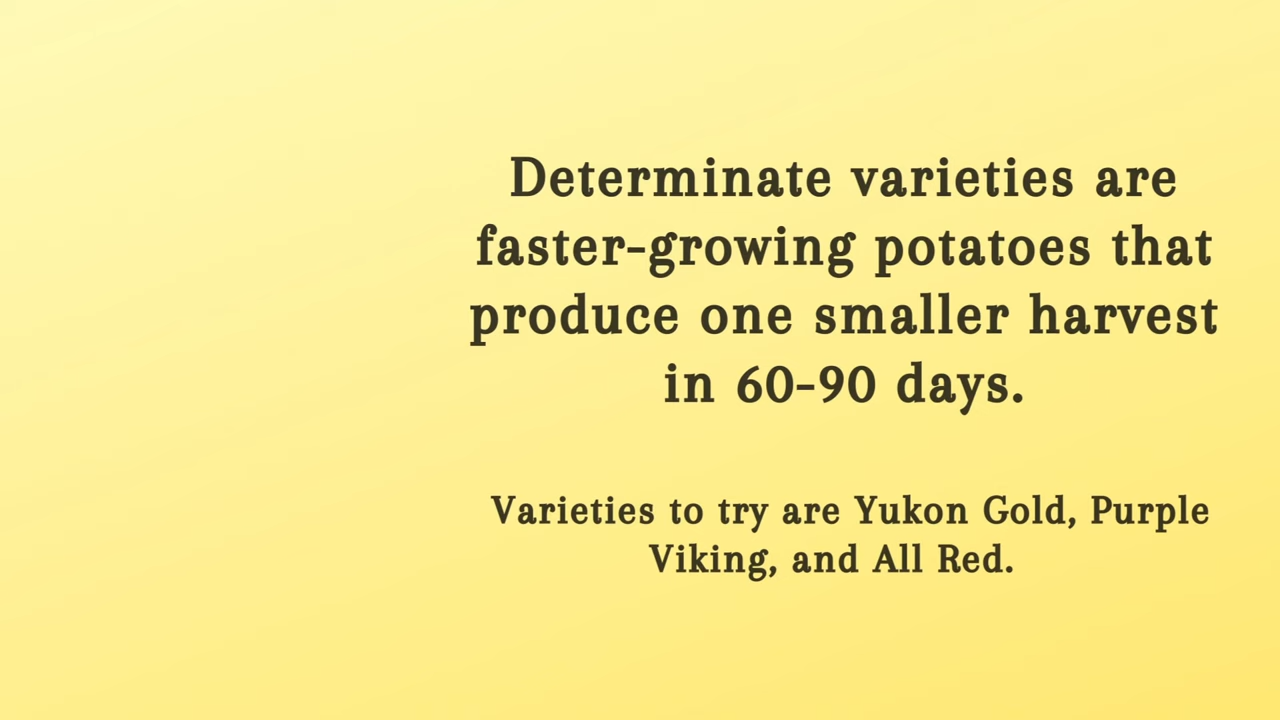 Determinate varieties are
faster-growing potatoes that
produce one smaller harvest
in 60-90 days.
Varieties to try are Yukon Gold, Purple
Viking, and All Red.